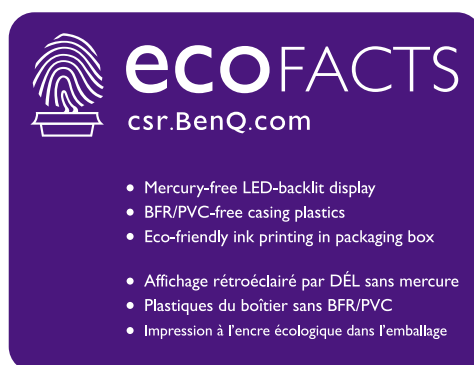 ecoFACTS
csr.BenQ.com
• Mercury-free LED-backlit display
• BFR/PVC-free casing plastics
• Eco-friendly ink printing in packaging box
• Affichage rétroéclairé par DÉL sans mercure
• Plastiques du boîtier sans BFR/PVC
• Impression à l'encre écologique dans l'emballage